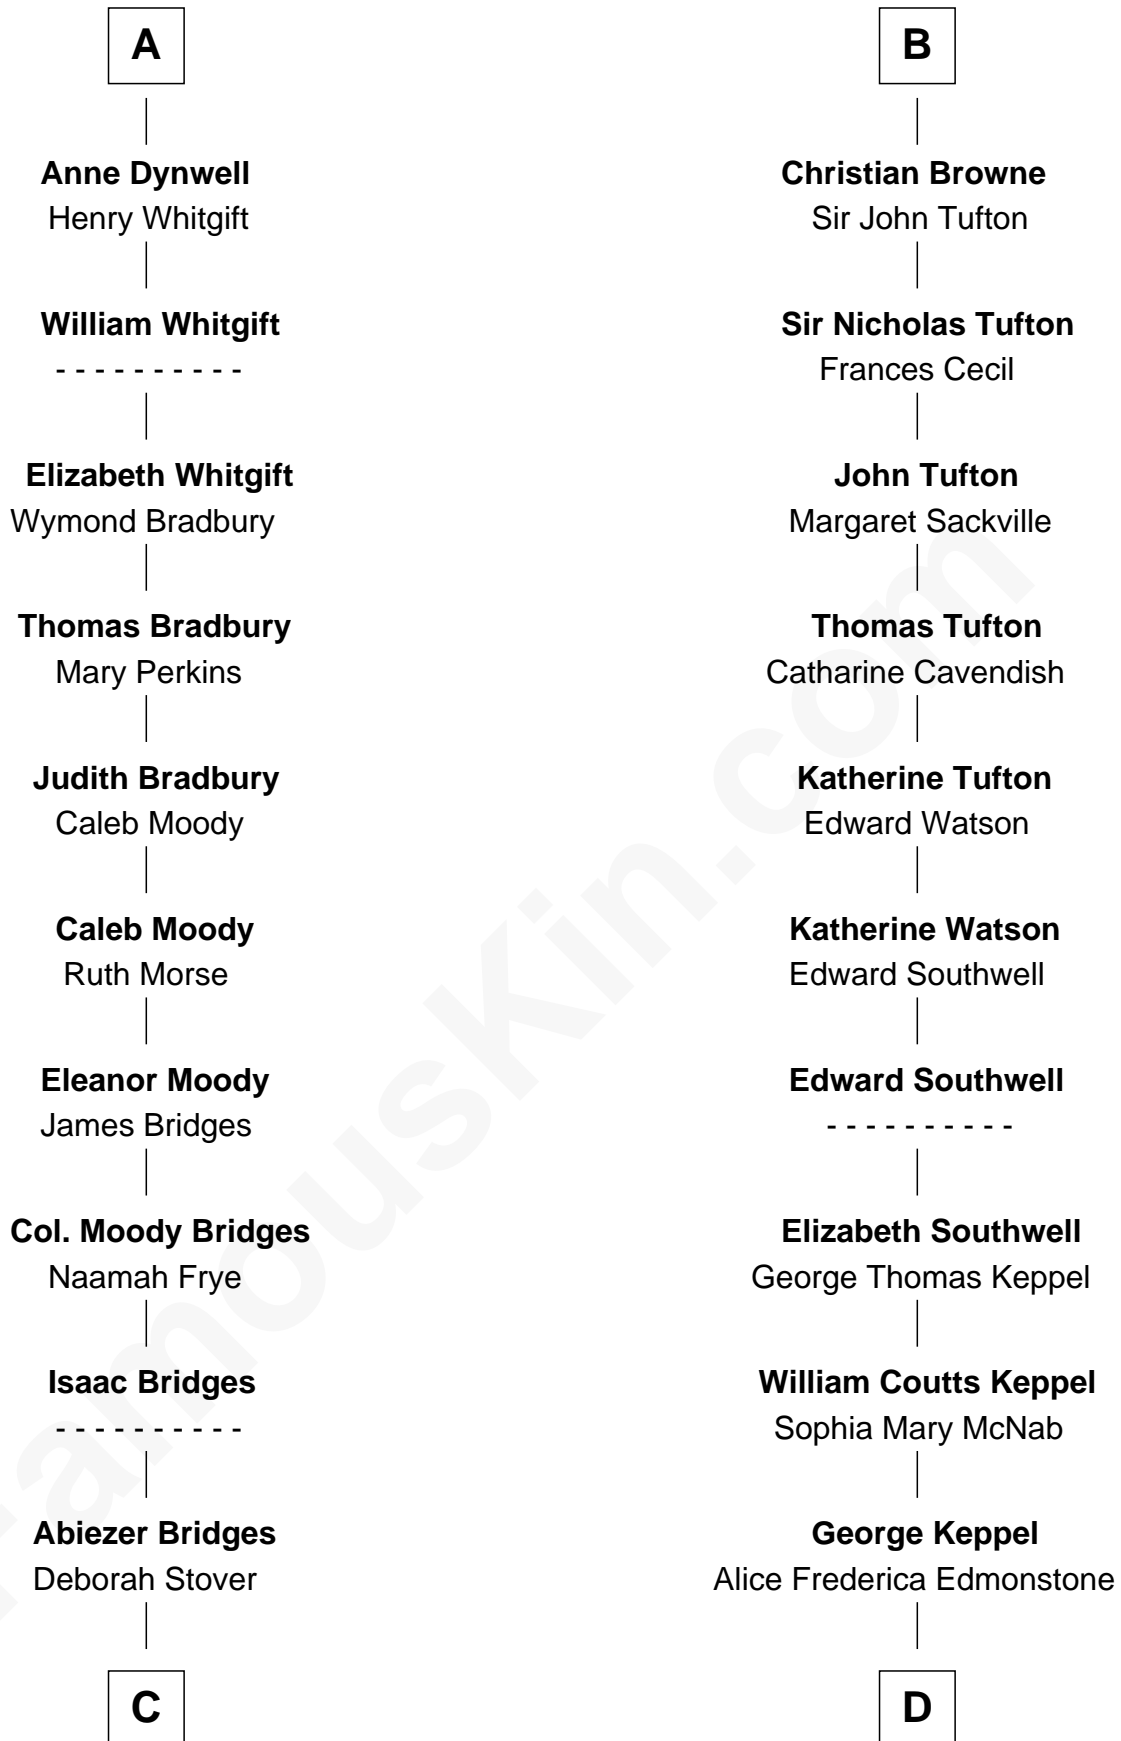 A
Anne Dynwell
Henry Whitgift
William Whitgift
- - - - - - - - - -
Elizabeth Whitgift
Wymond Bradbury
Thomas Bradbury
Mary Perkins
Judith Bradbury
Caleb Moody
Caleb Moody
Ruth Morse
Eleanor Moody
James Bridges
Col. Moody Bridges
Naamah Frye
Isaac Bridges
- - - - - - - - - -
Abiezer Bridges
Deborah Stover
C
B
Christian Browne
Sir John Tufton
Sir Nicholas Tufton
Frances Cecil
John Tufton
Margaret Sackville
Thomas Tufton
Catharine Cavendish
Katherine Tufton
Edward Watson
Katherine Watson
Edward Southwell
Edward Southwell
- - - - - - - - - -
Elizabeth Southwell
George Thomas Keppel
William Coutts Keppel
Sophia Mary McNab
George Keppel
Alice Frederica Edmonstone
D
FamousKin.com